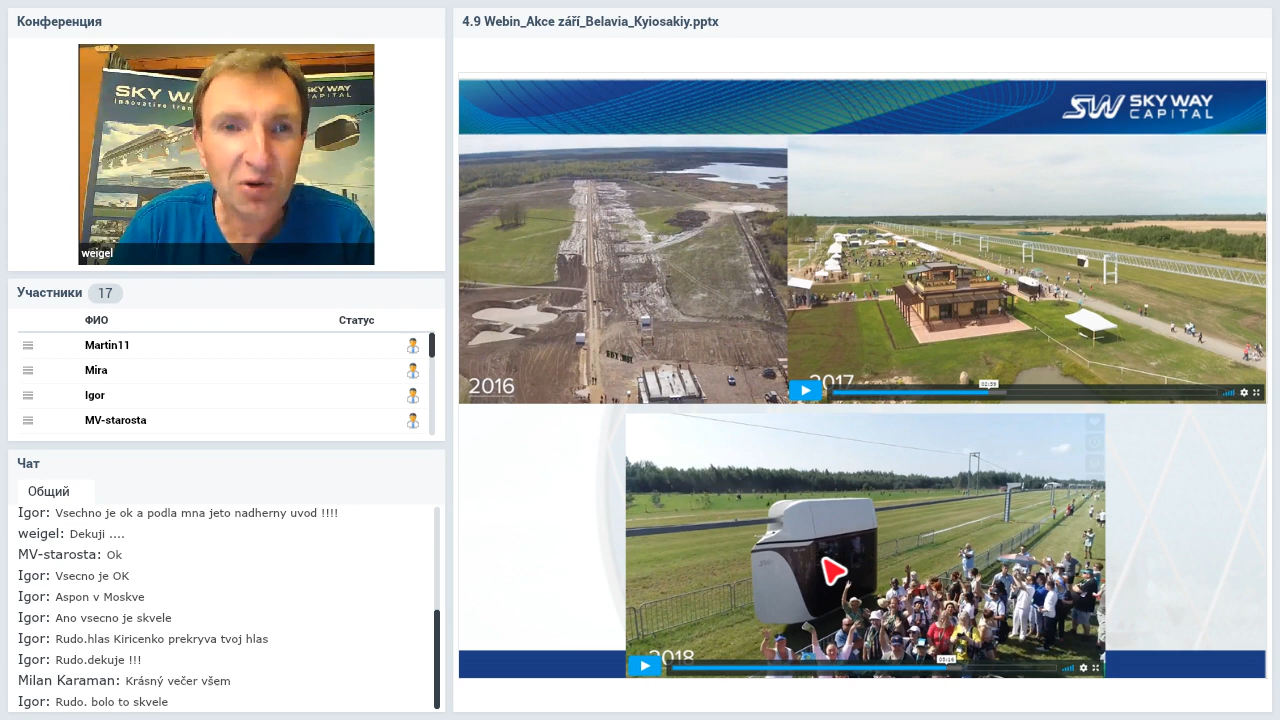 Конференция
SKY WA
Innovative tran
SKY WAY
CAPITAL
weigel
Участники 17
ФИО Статус
Martin11
Mira
Igor
MV-starosta
Чат
Общий
Igor: Vsechno je ok a podla mna jeto nadherny uvod !!!!
weigel: Dekuji ....
MV-starosta: Ok
Igor: Vsecno je OK
Igor: Aspon v Moskve
Igor: Ano vsecno je skvele
Igor: Rudo.hlas Kiricenko prekryva tvoj hlas
Igor: Rudo.dekuje !!!
Milan Karaman: Krásný večer všem
Igor: Rudo. bolo to skvele
4.9 Webin_Akce září_Belavia_Kyiosakiy.pptx
SW SKY WAY
CAPITAL
2016
2017
02:59
2018
05:16